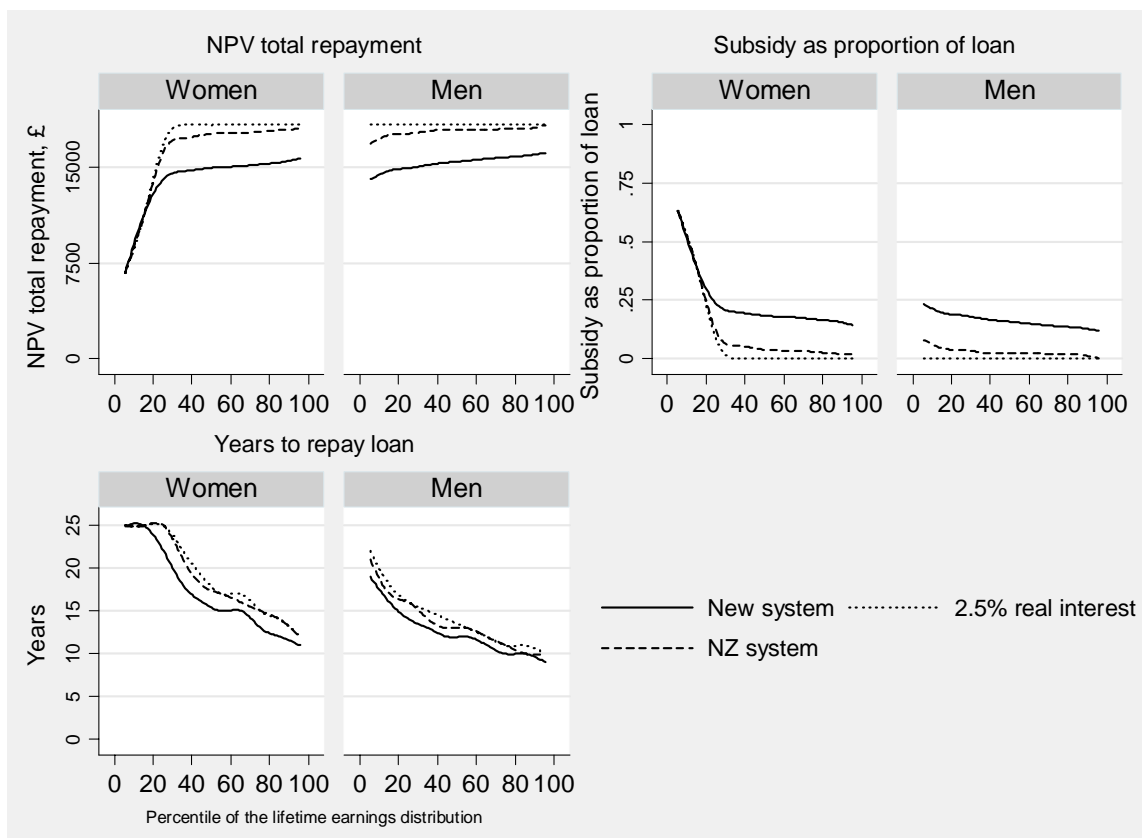 NPV total repayment
Subsidy as proportion of loan
Women
Men
Women
Men
NPV total repayment, £
15000
7500
0
0 20 40 60 80 100
0 20 40 60 80 100
Subsidy as proportion of loan
1
.75
.5
.25
0
0 20 40 60 80 100
0 20 40 60 80 100
Years to repay loan
Women
Men
Years
25
20
15
10
5
0
0 20 40 60 80 100
0 20 40 60 80 100
Percentile of the lifetime earnings distribution
New system
2.5% real interest
NZ system